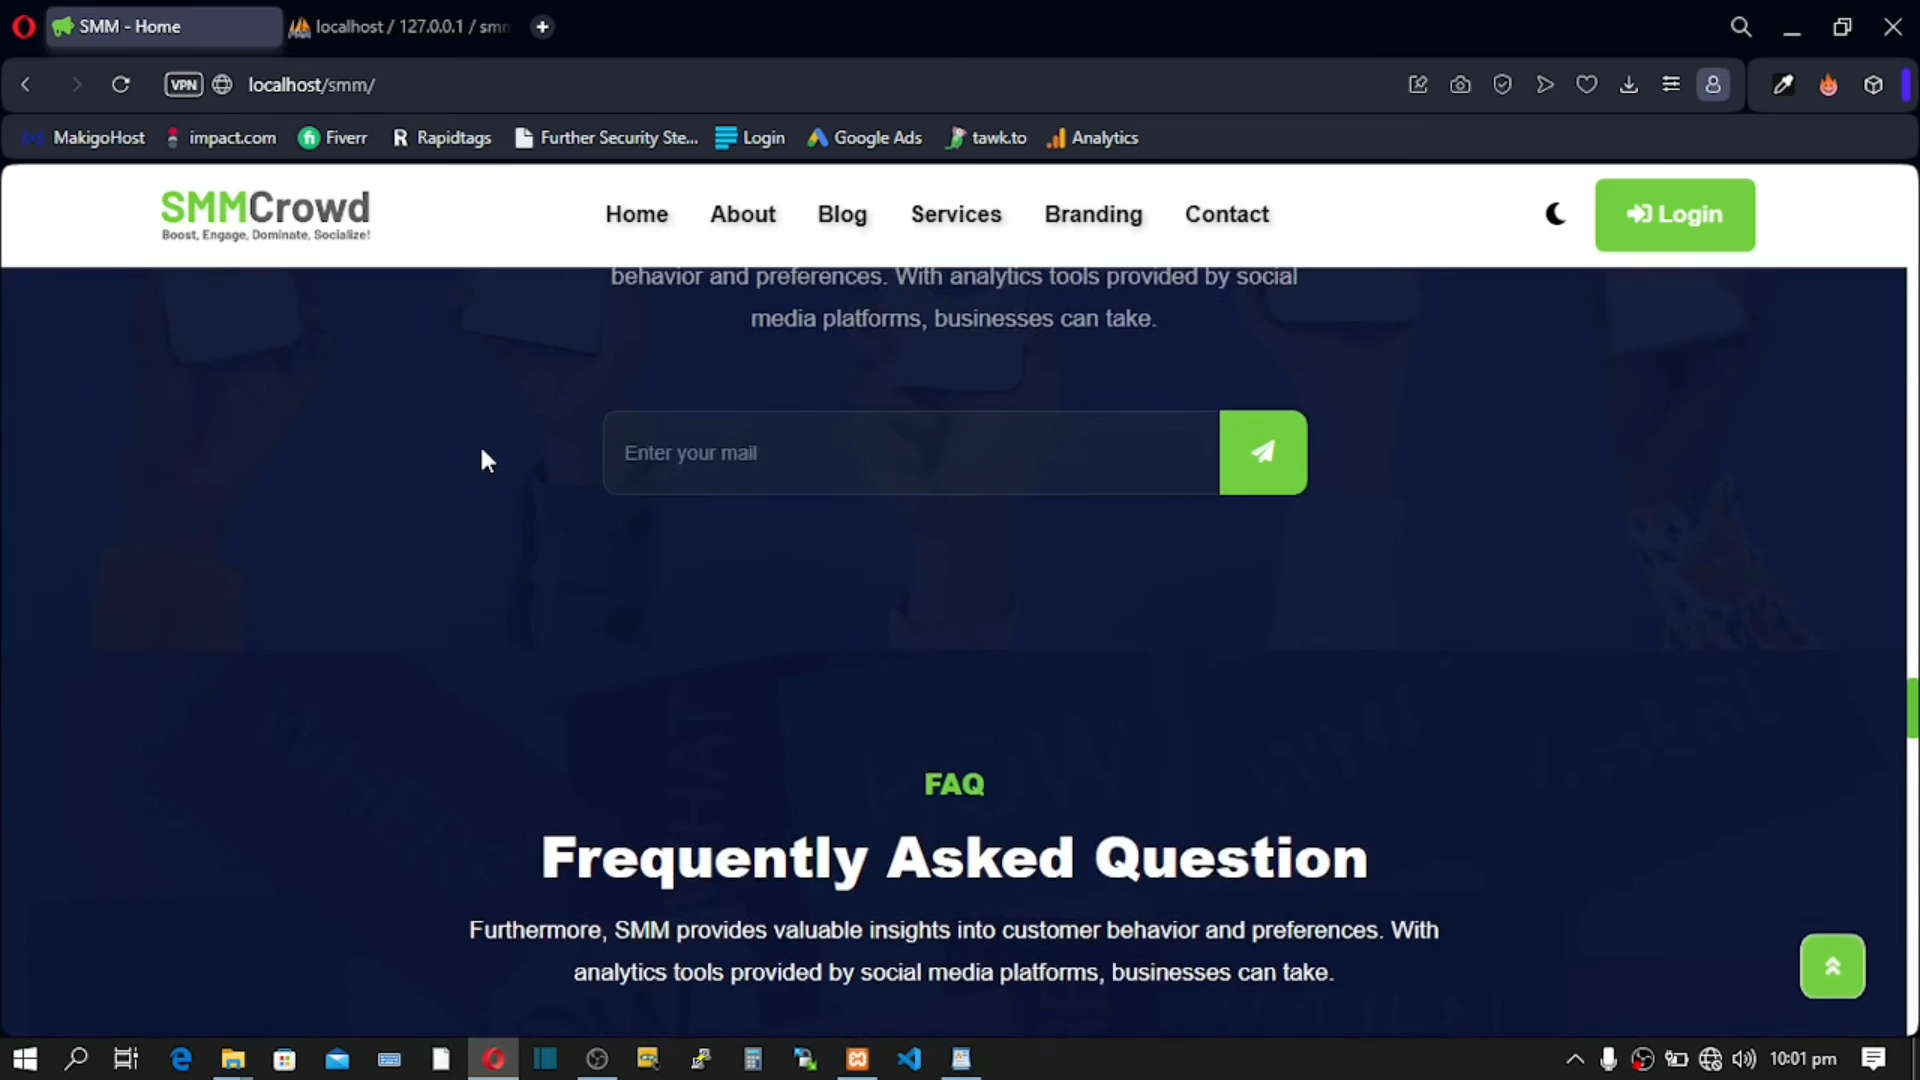 SMM - Home
localhost / 127.0.0.1 / smm
VPN
localhost/smm/
MakigoHost
impact.com
Fiverr
Rapidtags
Further Security Ste...
Login
Google Ads
tawk.to
Analytics
SMMCrowd
Boost, Engage, Dominate, Socialize!
Home
About
Blog
Services
Branding
Contact
Login
behavior and preferences. With analytics tools provided by social
media platforms, businesses can take.
Enter your mail
FAQ
Frequently Asked Question
Furthermore, SMM provides valuable insights into customer behavior and preferences. With
analytics tools provided by social media platforms, businesses can take.
10:01 pm